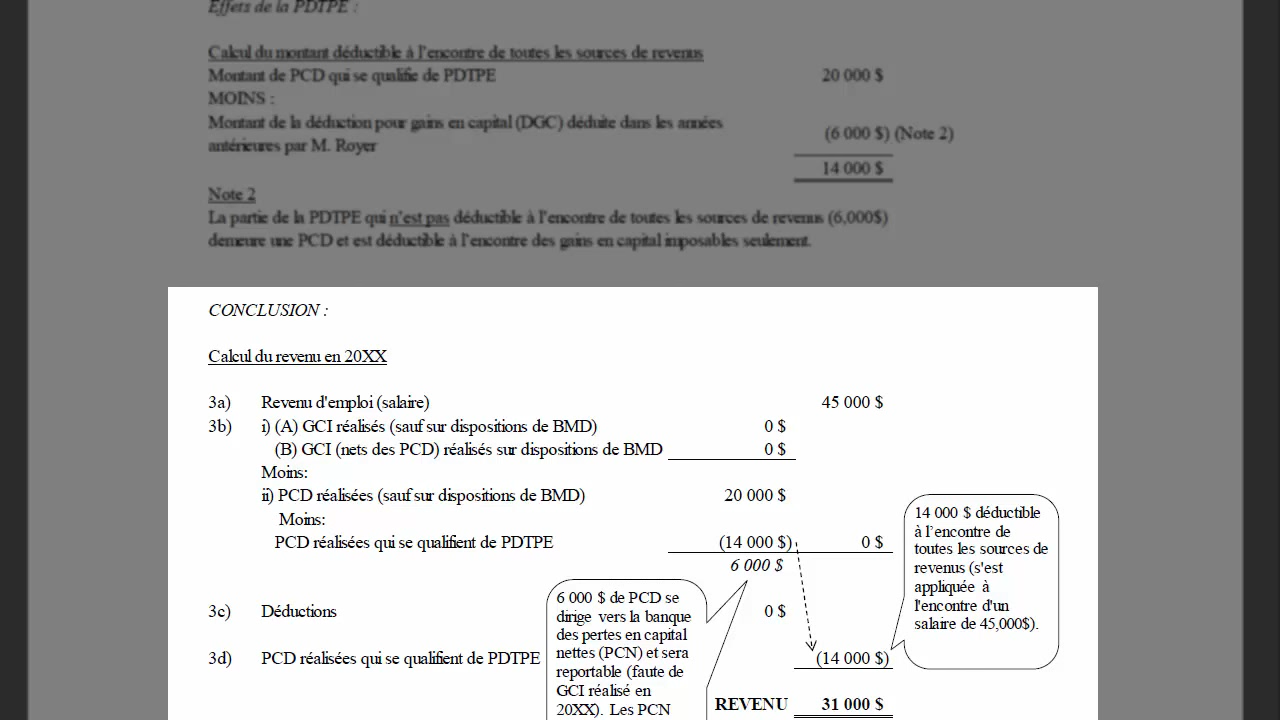 Effets de la PDTPE :
Calcul du montant déductible à l'encontre de toutes les sources de revenus
Montant de PCD qui se qualifie de PDTPE 20 000 $
MOINS :
Montant de la déduction pour gains en capital (DGC) déduite dans les années
antérieures par M. Royer (6 000 $) (Note 2)
14 000 $
Note 2
La partie de la PDTPE qui n'est pas déductible à l'encontre de toutes les sources de revenus (6,000$)
demeure une PCD et est déductible à l'encontre des gains en capital imposables seulement.
CONCLUSION :
Calcul du revenu en 20XX
3a) Revenu d'emploi (salaire) 45 000 $
3b) i) (A) GCI réalisés (sauf sur dispositions de BMD) 0 $
(B) GCI (nets des PCD) réalisés sur dispositions de BMD 0 $
Moins:
ii) PCD réalisées (sauf sur dispositions de BMD) 20 000 $
Moins:
PCD réalisées qui se qualifient de PDTPE (14 000 $) 0 $
6 000 $
3c) Déductions 0 $
3d) PCD réalisées qui se qualifient de PDTPE (14 000 $)
REVENU 31 000 $
14 000 $ déductible
à l'encontre de
toutes les sources de
revenus (s'est
appliquée à
l'encontre d'un
salaire de 45,000$).
6 000 $ de PCD se
dirige vers la banque
des pertes en capital
nettes (PCN) et sera
reportable (faute de
GCI réalisé en
20XX). Les PCN